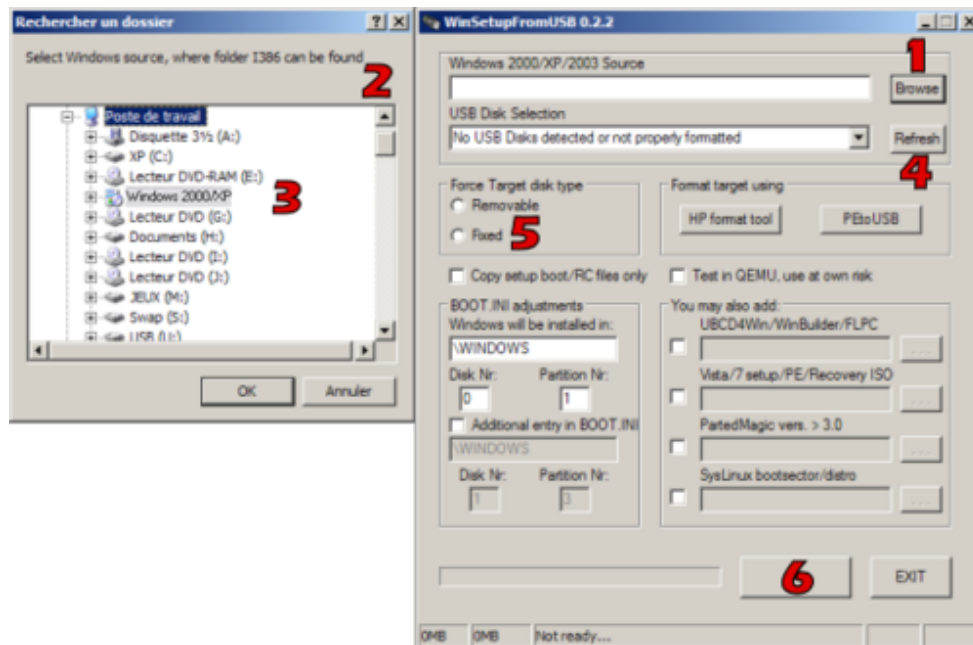 Rechercher un dossier
Select Windows source, where folder I386 can be found
2
Poste de travail
Disquette 3½ (A:)
XP (C:)
Lecteur DVD-RAM (E:)
Windows 2000/XP
3
Lecteur DVD (G:)
Documents (H:)
Lecteur DVD (I:)
Lecteur DVD (J:)
JEUX (M:)
Swap (S:)
USB (U:)
OK
Annuler
WinSetupFromUSB 0.2.2
1
Windows 2000/XP/2003 Source
Browse
USB Disk Selection
No USB Disks detected or not properly formatted
Refresh
4
Force Target disk type
Removable
Fixed
5
Format target using
HP format tool
PEtoUSB
Copy setup boot/RC files only
Test in QEMU, use at own risk
BOOT.INI adjustments
Windows will be installed in:
\WINDOWS
Disk Nr:
Partition Nr:
0
1
Additional entry in BOOT.INI
\WINDOWS
Disk Nr:
Partition Nr:
1
3
You may also add:
UBCD4Win/WinBuilder/FLPC
...
Vista/7 setup/PE/Recovery ISO
...
PartedMagic vers. > 3.0
...
SysLinux bootsector/distro
...
6
EXIT
0MB
0MB
Not ready...